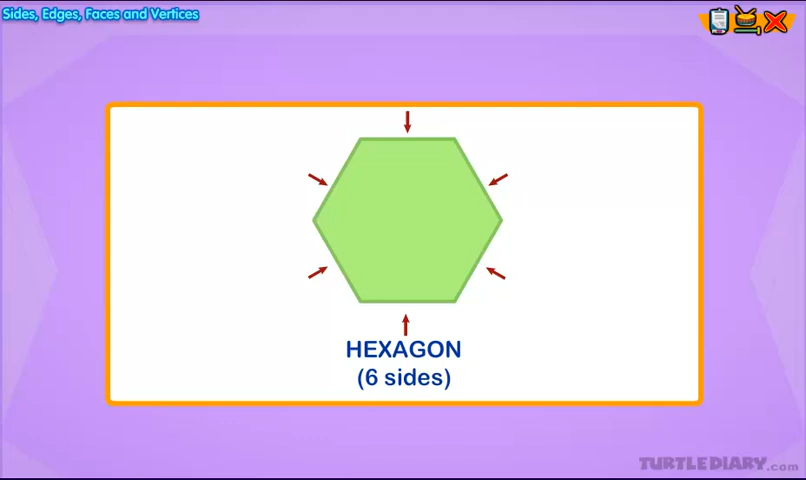 Sides, Edges, Faces and Vertices
HEXAGON
(6 sides)
TURTLEDIARY.com